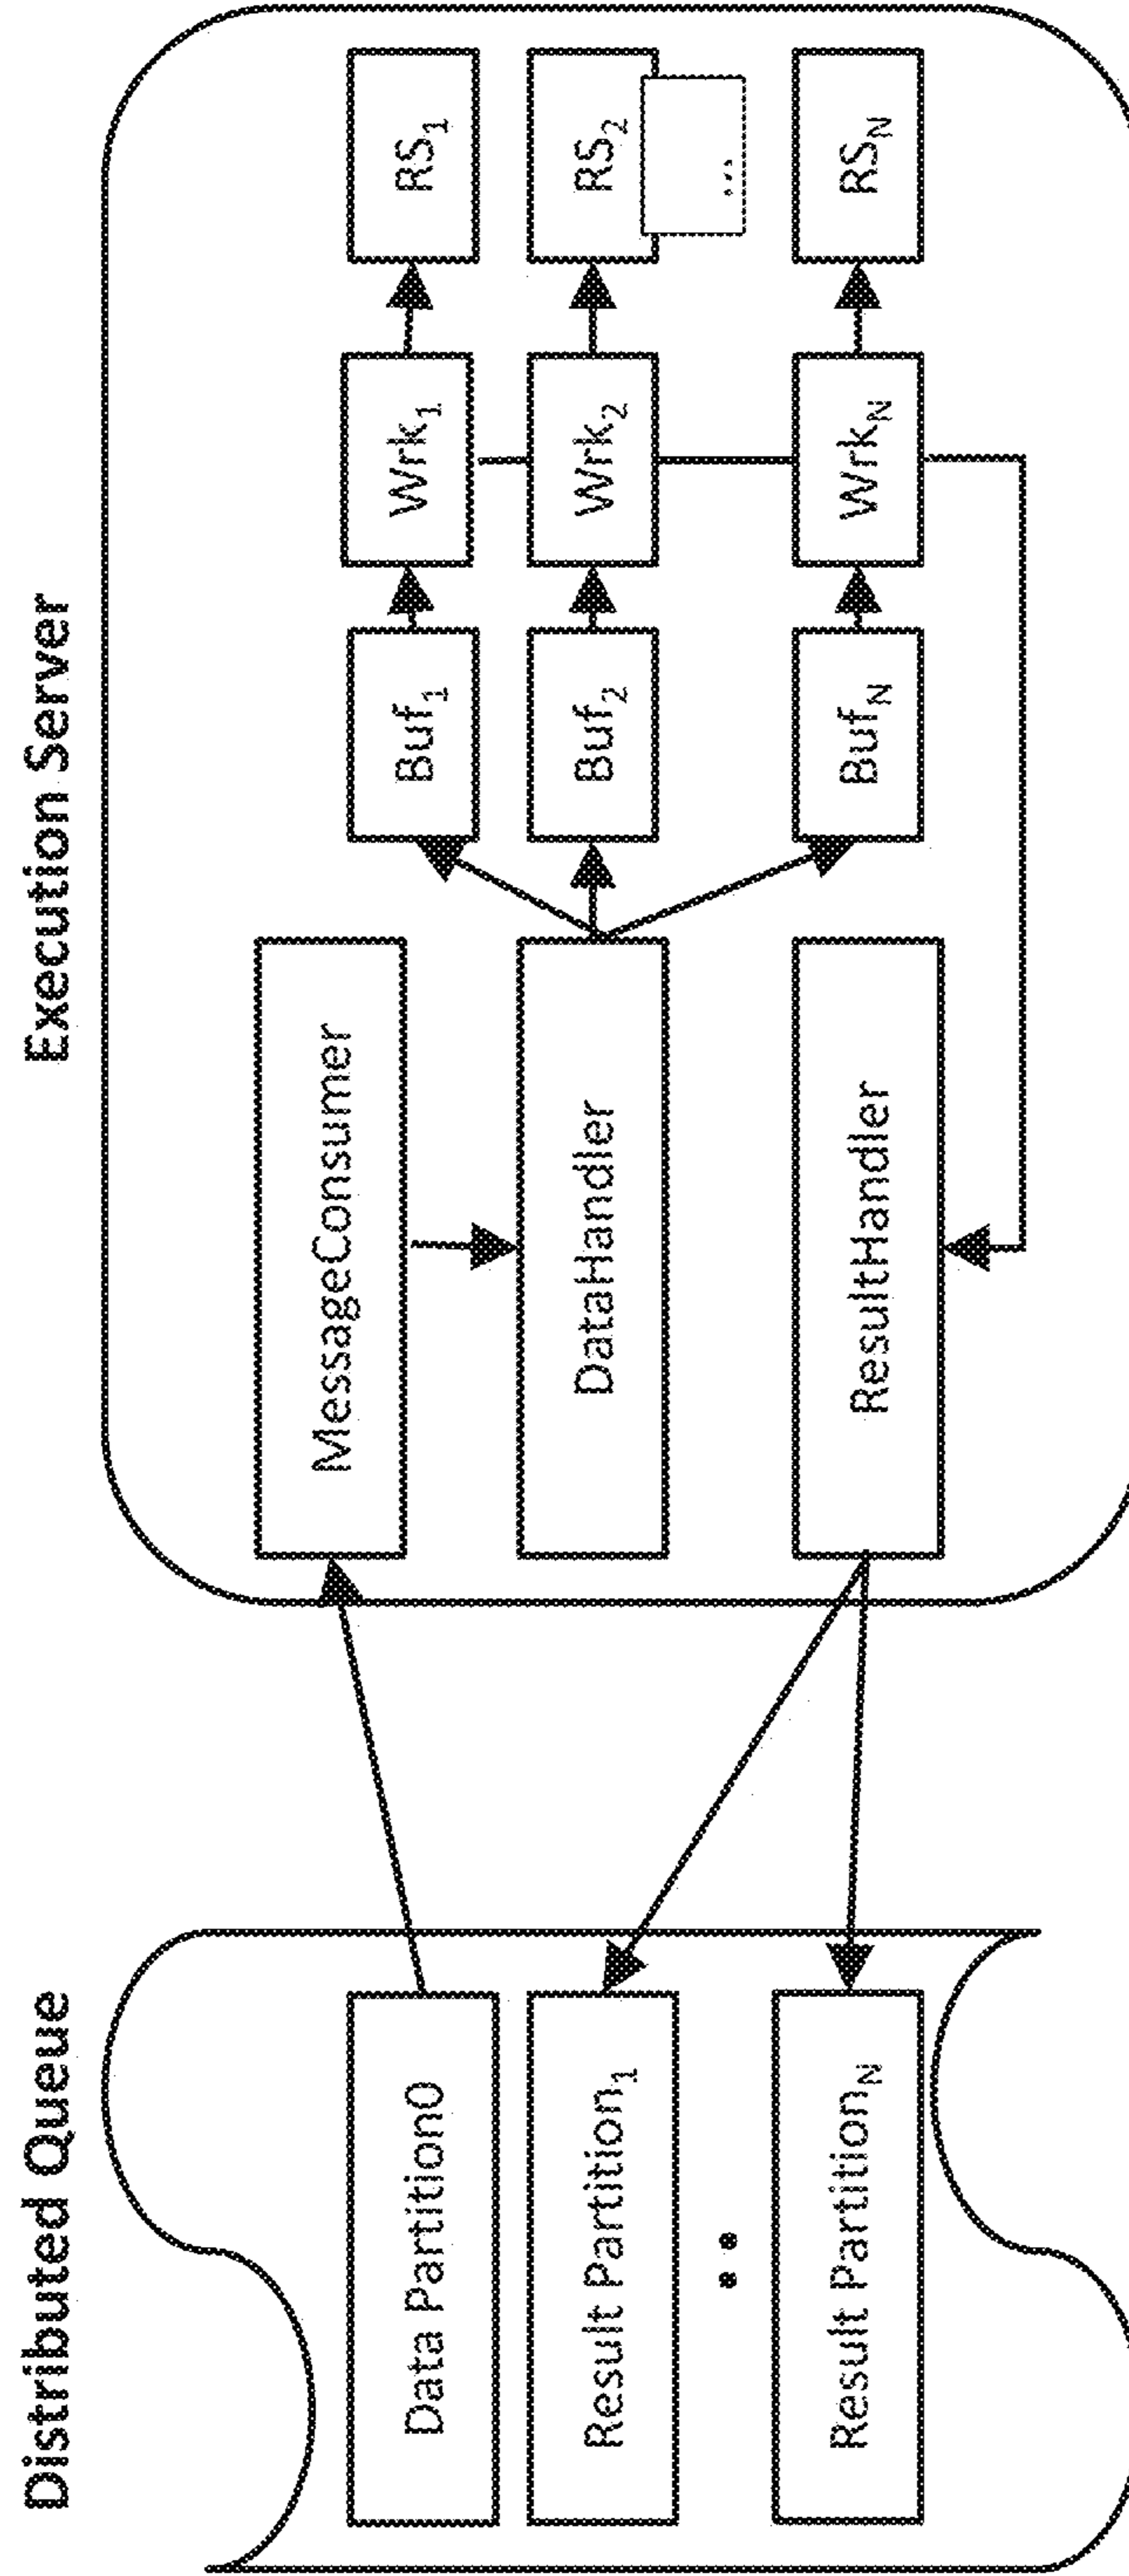 Distributed Queue
Data Partition0
Result Partition1
..
Result PartitionN
Execution Server
MessageConsumer
DataHandler
ResultHandler
Buf1
Buf2
BufN
Wrk1
Wrk2
WrkN
RS1
RS2
...
RSN